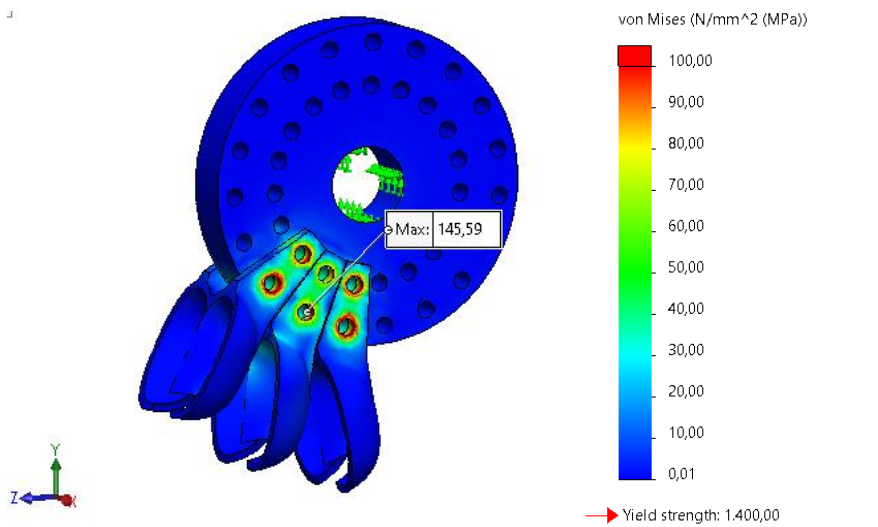 von Mises (N/mm^2 (MPa))
100,00
90,00
80,00
70,00
60,00
50,00
40,00
30,00
20,00
10,00
0,01
Yield strength: 1.400,00
Max: 145,59
Y
Z
X